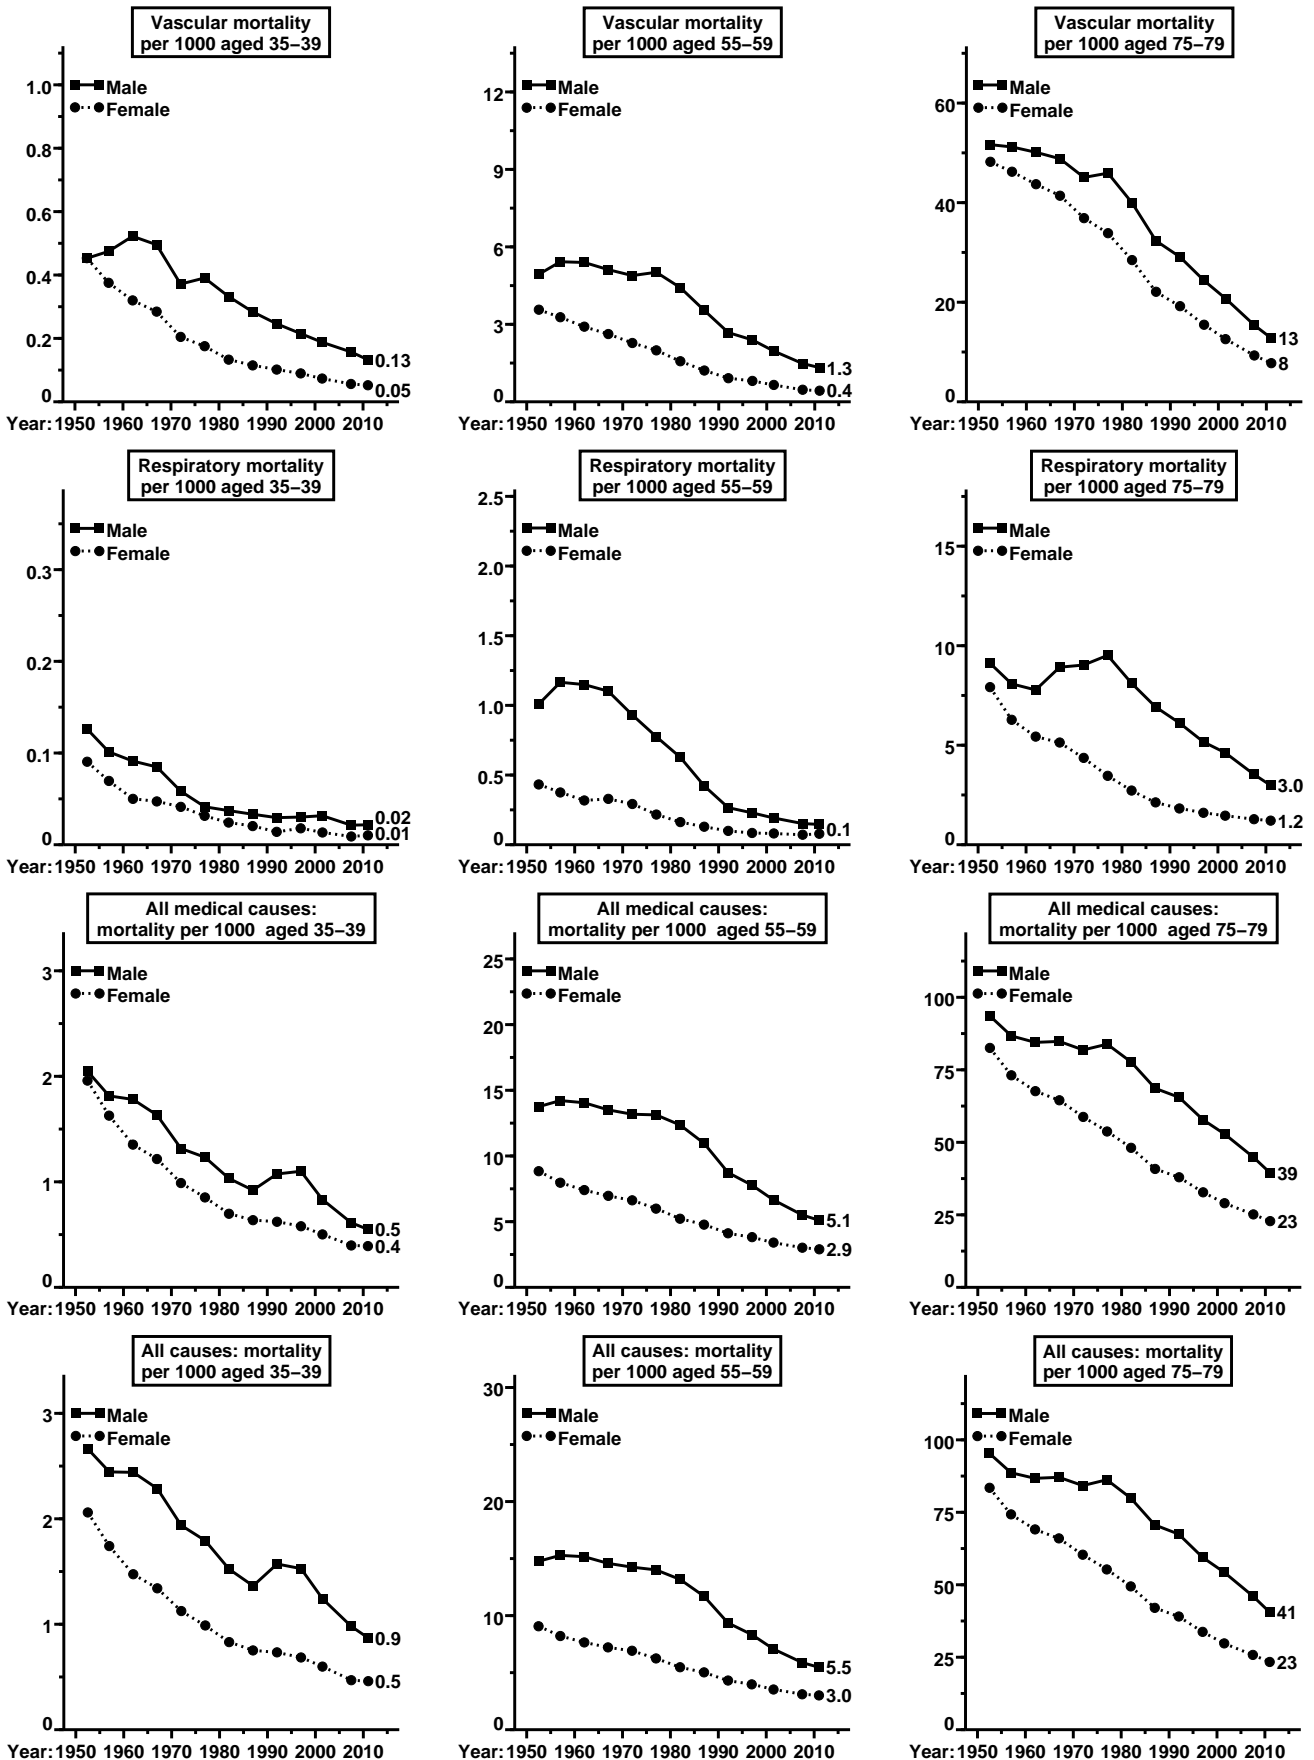 Vascular mortality
per 1000 aged 35–39
1.0
0.8
0.6
0.4
0.2
0
Male
Female
0.13
0.05
Year: 1950 1960 1970 1980 1990 2000 2010
Vascular mortality
per 1000 aged 55–59
12
9
6
3
0
Male
Female
1.3
0.4
1950 1960 1970 1980 1990 2000 2010
Year:
Vascular mortality
per 1000 aged 75–79
60
40
20
0
Male
Female
13
8
Year: 1950 1960 1970 1980 1990 2000 2010
Respiratory mortality
per 1000 aged 35–39
0.3
0.2
0.1
0
Male
Female
0.02
0.01
Year: 1950 1960 1970 1980 1990 2000 2010
Respiratory mortality
per 1000 aged 55–59
2.5
2.0
1.5
1.0
0.5
0
Male
Female
0.1
Year: 1950 1960 1970 1980 1990 2000 2010
Respiratory mortality
per 1000 aged 75–79
15
10
5
0
Male
Female
3.0
1.2
Year: 1950 1960 1970 1980 1990 2000 2010
All medical causes:
mortality per 1000 aged 35–39
3
2
1
0
Male
Female
0.5
0.4
Year: 1950 1960 1970 1980 1990 2000 2010
All medical causes:
mortality per 1000 aged 55–59
25
20
15
10
5
0
Male
Female
5.1
2.9
Year: 1950 1960 1970 1980 1990 2000 2010
All medical causes:
mortality per 1000 aged 75–79
100
75
50
25
0
Male
Female
39
23
Year: 1950 1960 1970 1980 1990 2000 2010
All causes: mortality
per 1000 aged 35–39
3
2
1
0
Male
Female
0.9
0.5
Year: 1950 1960 1970 1980 1990 2000 2010
All causes: mortality
per 1000 aged 55–59
30
20
10
0
Male
Female
5.5
3.0
Year: 1950 1960 1970 1980 1990 2000 2010
All causes: mortality
per 1000 aged 75–79
100
75
50
25
0
Male
Female
41
23
Year: 1950 1960 1970 1980 1990 2000 2010